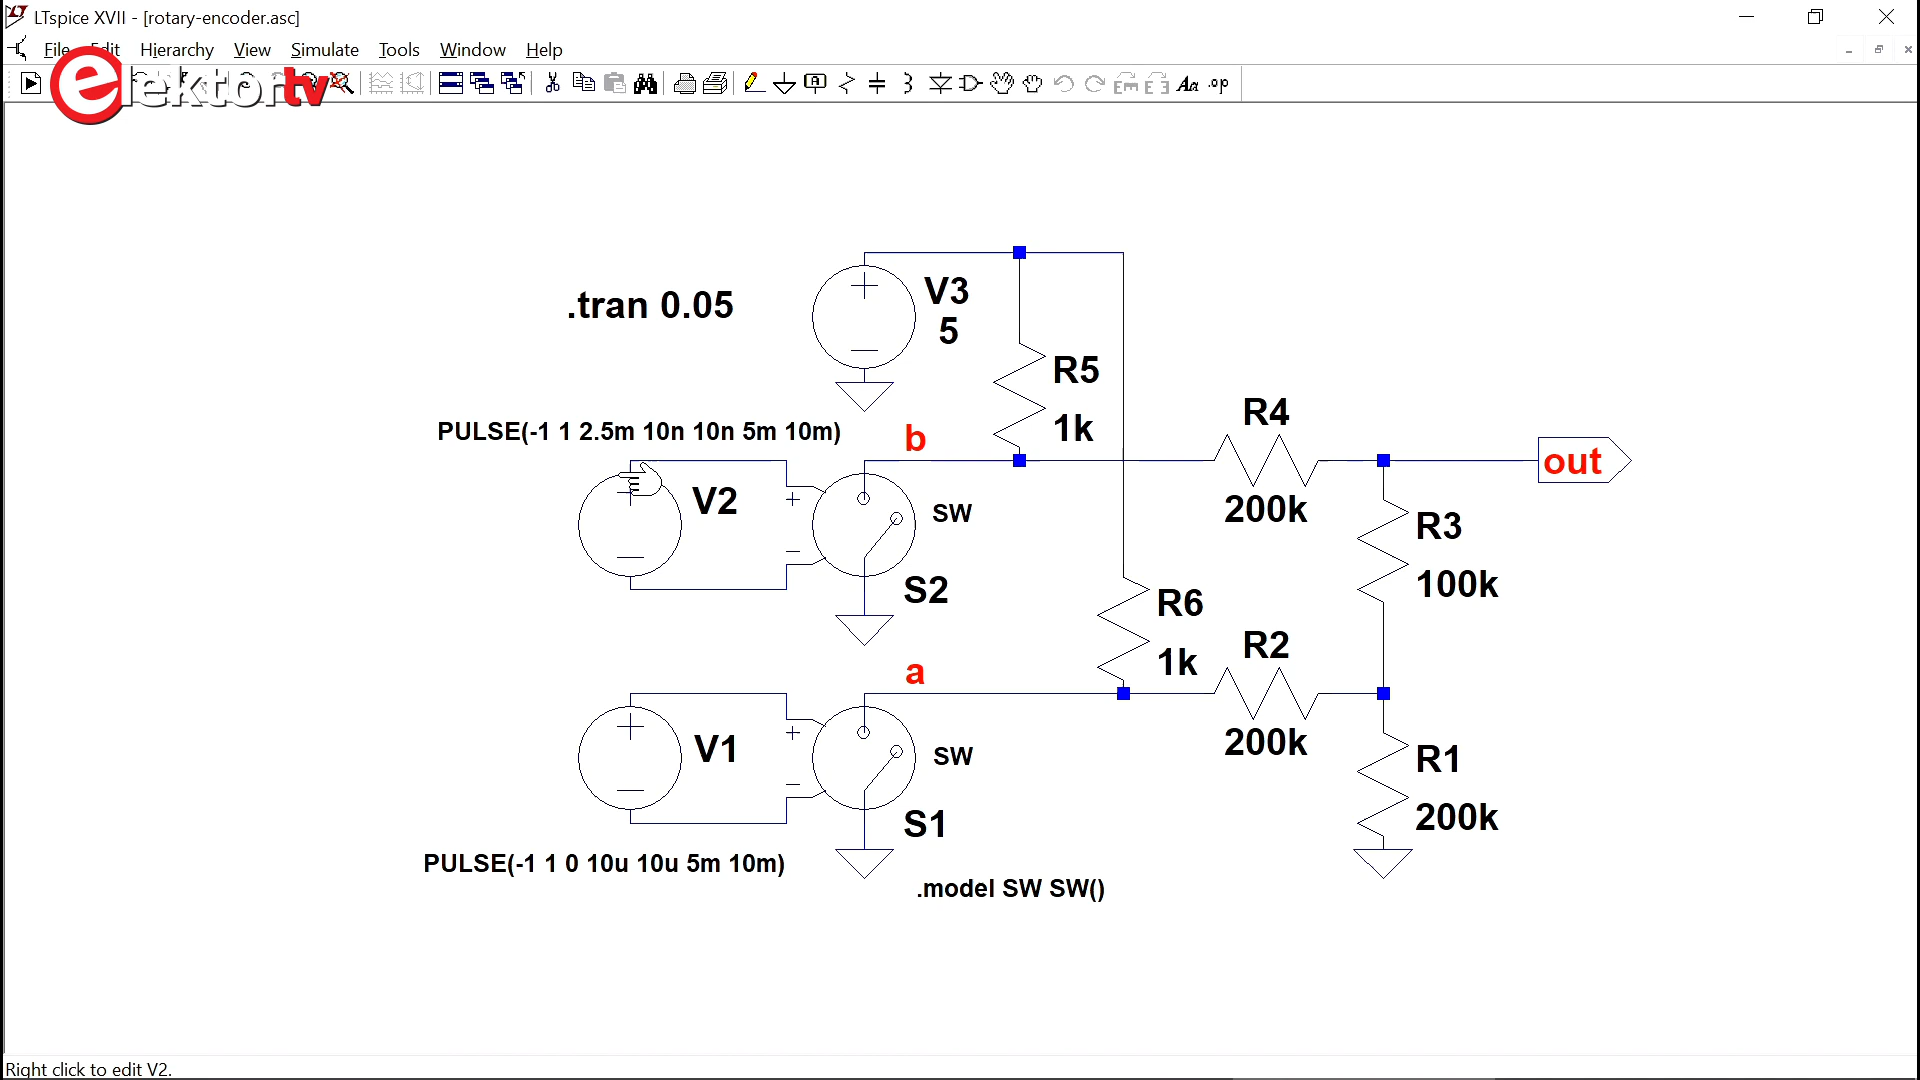 LTspice XVII - [rotary-encoder.asc]
File Edit Hierarchy View Simulate Tools Window Help
elektor tv
.tran 0.05
V3
5
R5
1k
PULSE(-1 1 2.5m 10n 10n 5m 10m)
b
R4
200k
out
V2
SW
S2
R3
100k
R6
1k
R2
200k
a
V1
SW
S1
R1
200k
PULSE(-1 1 0 10u 10u 5m 10m)
.model SW SW()
Right click to edit V2.